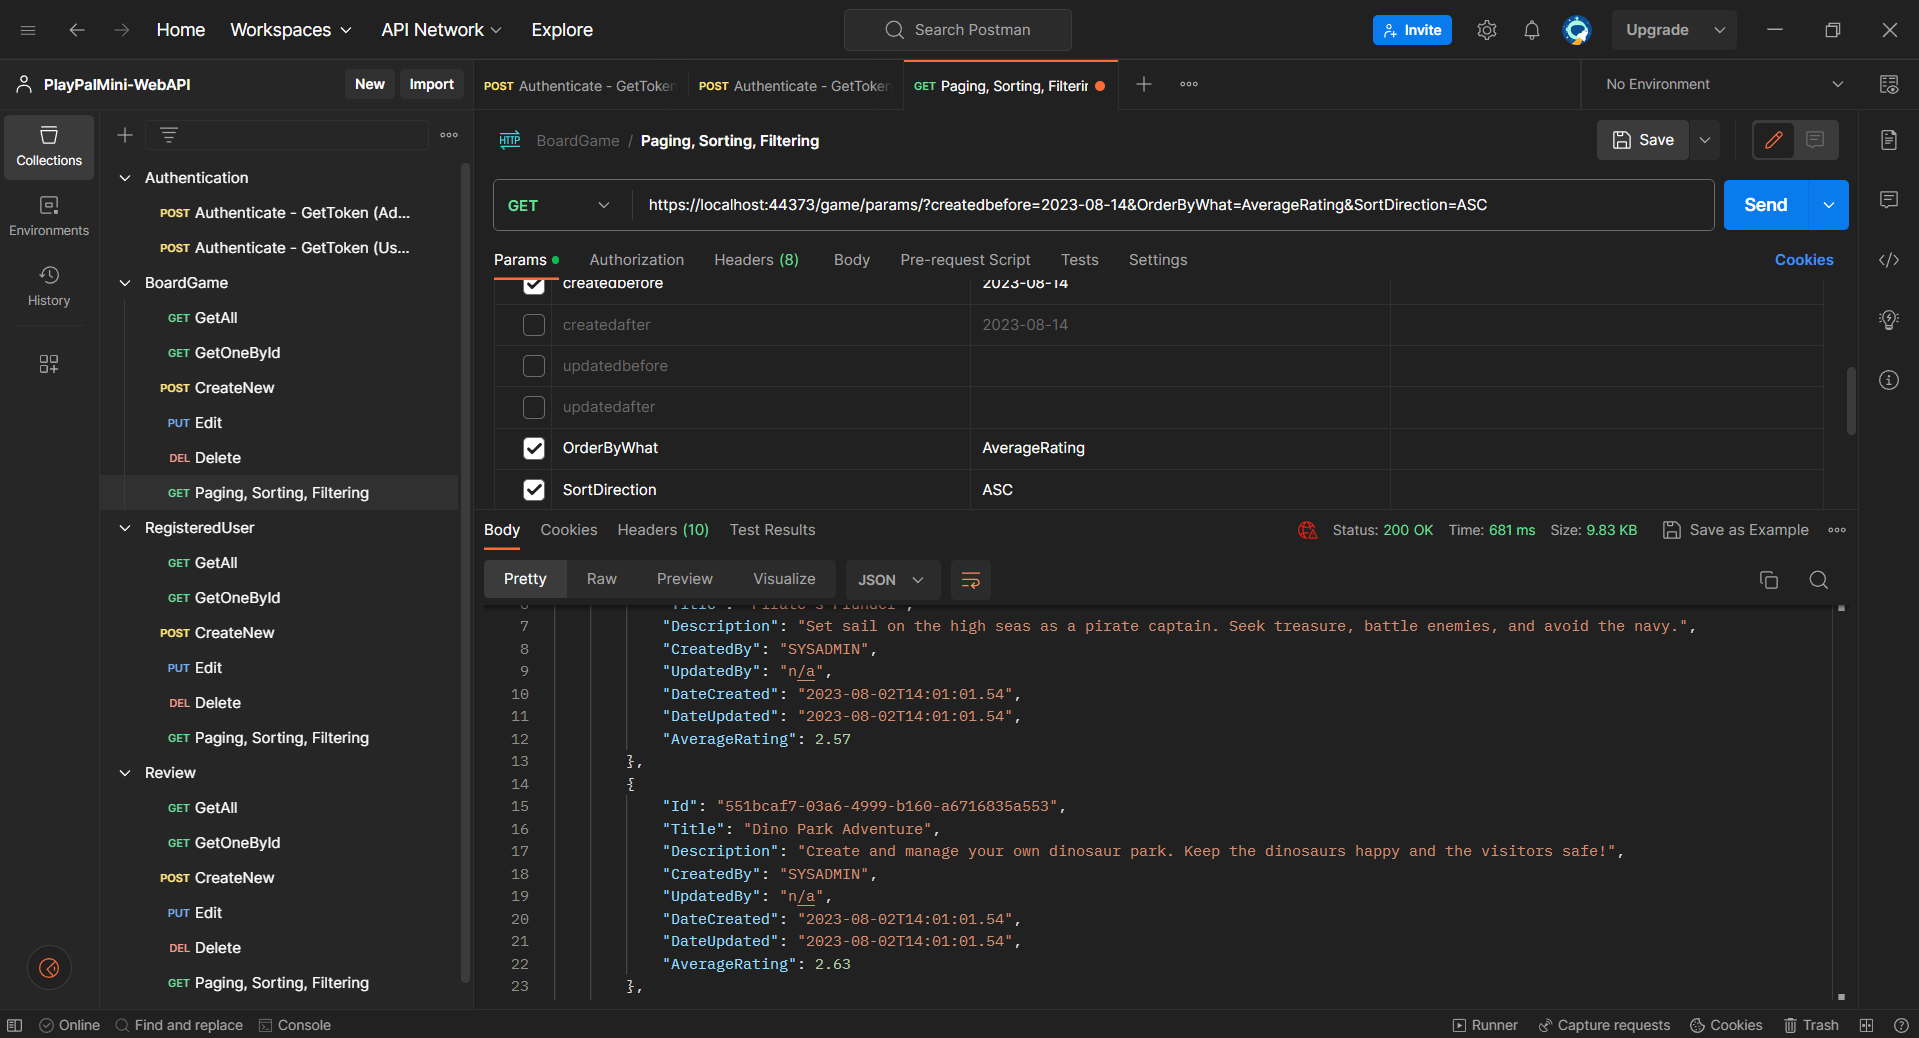 Home Workspaces API Network Explore Search Postman Invite Upgrade
PlayPalMini-WebAPI New Import
POST Authenticate - GetToken POST Authenticate - GetToken GET Paging, Sorting, Filterin No Environment
Collections
Environments
History
Authentication
POST Authenticate - GetToken (Ad...
POST Authenticate - GetToken (Us...
BoardGame
GET GetAll
GET GetOneById
POST CreateNew
PUT Edit
DEL Delete
GET Paging, Sorting, Filtering
RegisteredUser
GET GetAll
GET GetOneById
POST CreateNew
PUT Edit
DEL Delete
GET Paging, Sorting, Filtering
Review
GET GetAll
GET GetOneById
POST CreateNew
PUT Edit
DEL Delete
GET Paging, Sorting, Filtering
HTTP BoardGame / Paging, Sorting, Filtering Save
GET https://localhost:44373/game/params/?createdbefore=2023-08-14&OrderByWhat=AverageRating&SortDirection=ASC Send
Params Authorization Headers (8) Body Pre-request Script Tests Settings Cookies
createdbefore 2023-08-14
createdafter 2023-08-14
updatedbefore
updatedafter
OrderByWhat AverageRating
SortDirection ASC
Body Cookies Headers (10) Test Results Status: 200 OK Time: 681 ms Size: 9.83 KB Save as Example
Pretty Raw Preview Visualize JSON
6 "Title": "Pirate's Plunder",
7 "Description": "Set sail on the high seas as a pirate captain. Seek treasure, battle enemies, and avoid the navy.",
8 "CreatedBy": "SYSADMIN",
9 "UpdatedBy": "n/a",
10 "DateCreated": "2023-08-02T14:01:01.54",
11 "DateUpdated": "2023-08-02T14:01:01.54",
12 "AverageRating": 2.57
13 },
14 {
15 "Id": "551bcaf7-03a6-4999-b160-a6716835a553",
16 "Title": "Dino Park Adventure",
17 "Description": "Create and manage your own dinosaur park. Keep the dinosaurs happy and the visitors safe!",
18 "CreatedBy": "SYSADMIN",
19 "UpdatedBy": "n/a",
20 "DateCreated": "2023-08-02T14:01:01.54",
21 "DateUpdated": "2023-08-02T14:01:01.54",
22 "AverageRating": 2.63
23 },
Online Find and replace Console Runner Capture requests Cookies Trash